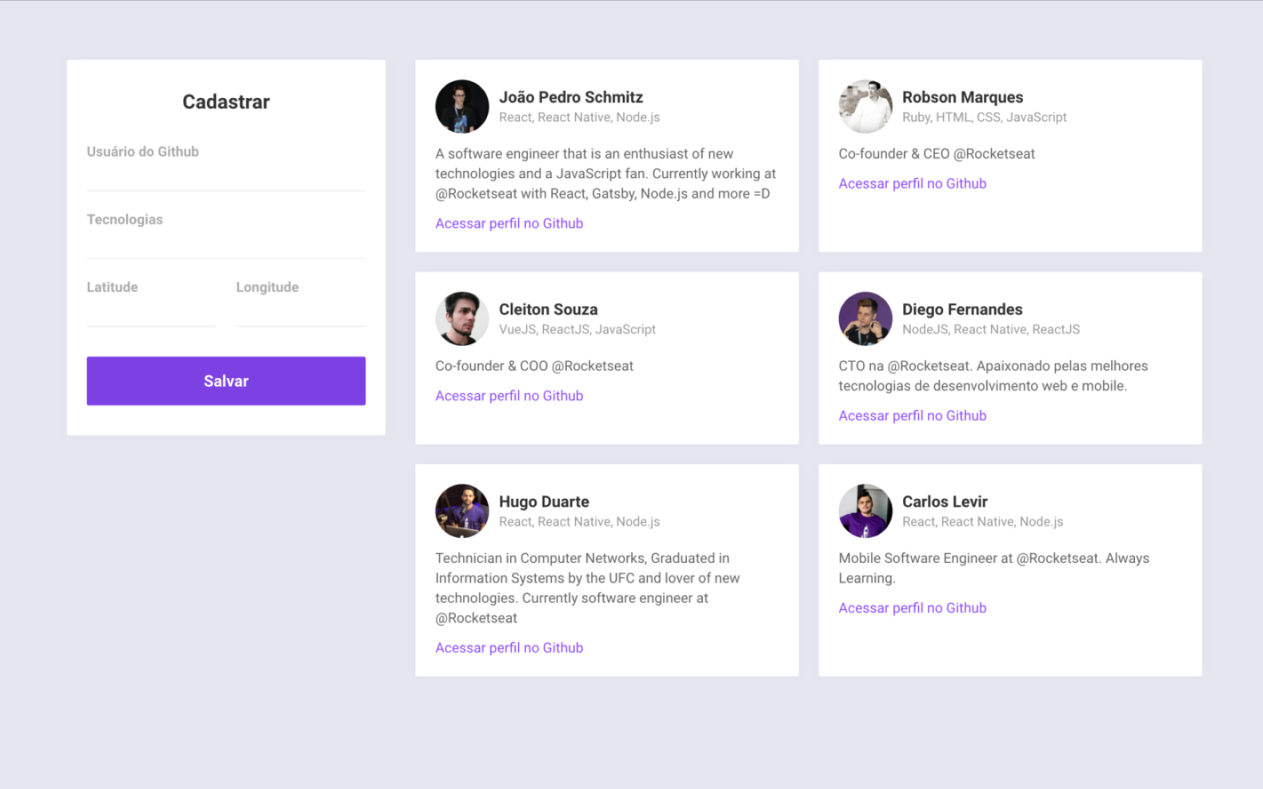 Cadastrar
Usuário do Github
Tecnologias
Latitude
Longitude
Salvar
João Pedro Schmitz
React, React Native, Node.js
A software engineer that is an enthusiast of new
technologies and a JavaScript fan. Currently working at
@Rocketseat with React, Gatsby, Node.js and more =D
Acessar perfil no Github
Robson Marques
Ruby, HTML, CSS, JavaScript
Co-founder & CEO @Rocketseat
Acessar perfil no Github
Cleiton Souza
VueJS, ReactJS, JavaScript
Co-founder & COO @Rocketseat
Acessar perfil no Github
Diego Fernandes
NodeJS, React Native, ReactJS
CTO na @Rocketseat. Apaixonado pelas melhores
tecnologias de desenvolvimento web e mobile.
Acessar perfil no Github
Hugo Duarte
React, React Native, Node.js
Technician in Computer Networks, Graduated in
Information Systems by the UFC and lover of new
technologies. Currently software engineer at
@Rocketseat
Acessar perfil no Github
Carlos Levir
React, React Native, Node.js
Mobile Software Engineer at @Rocketseat. Always
Learning.
Acessar perfil no Github